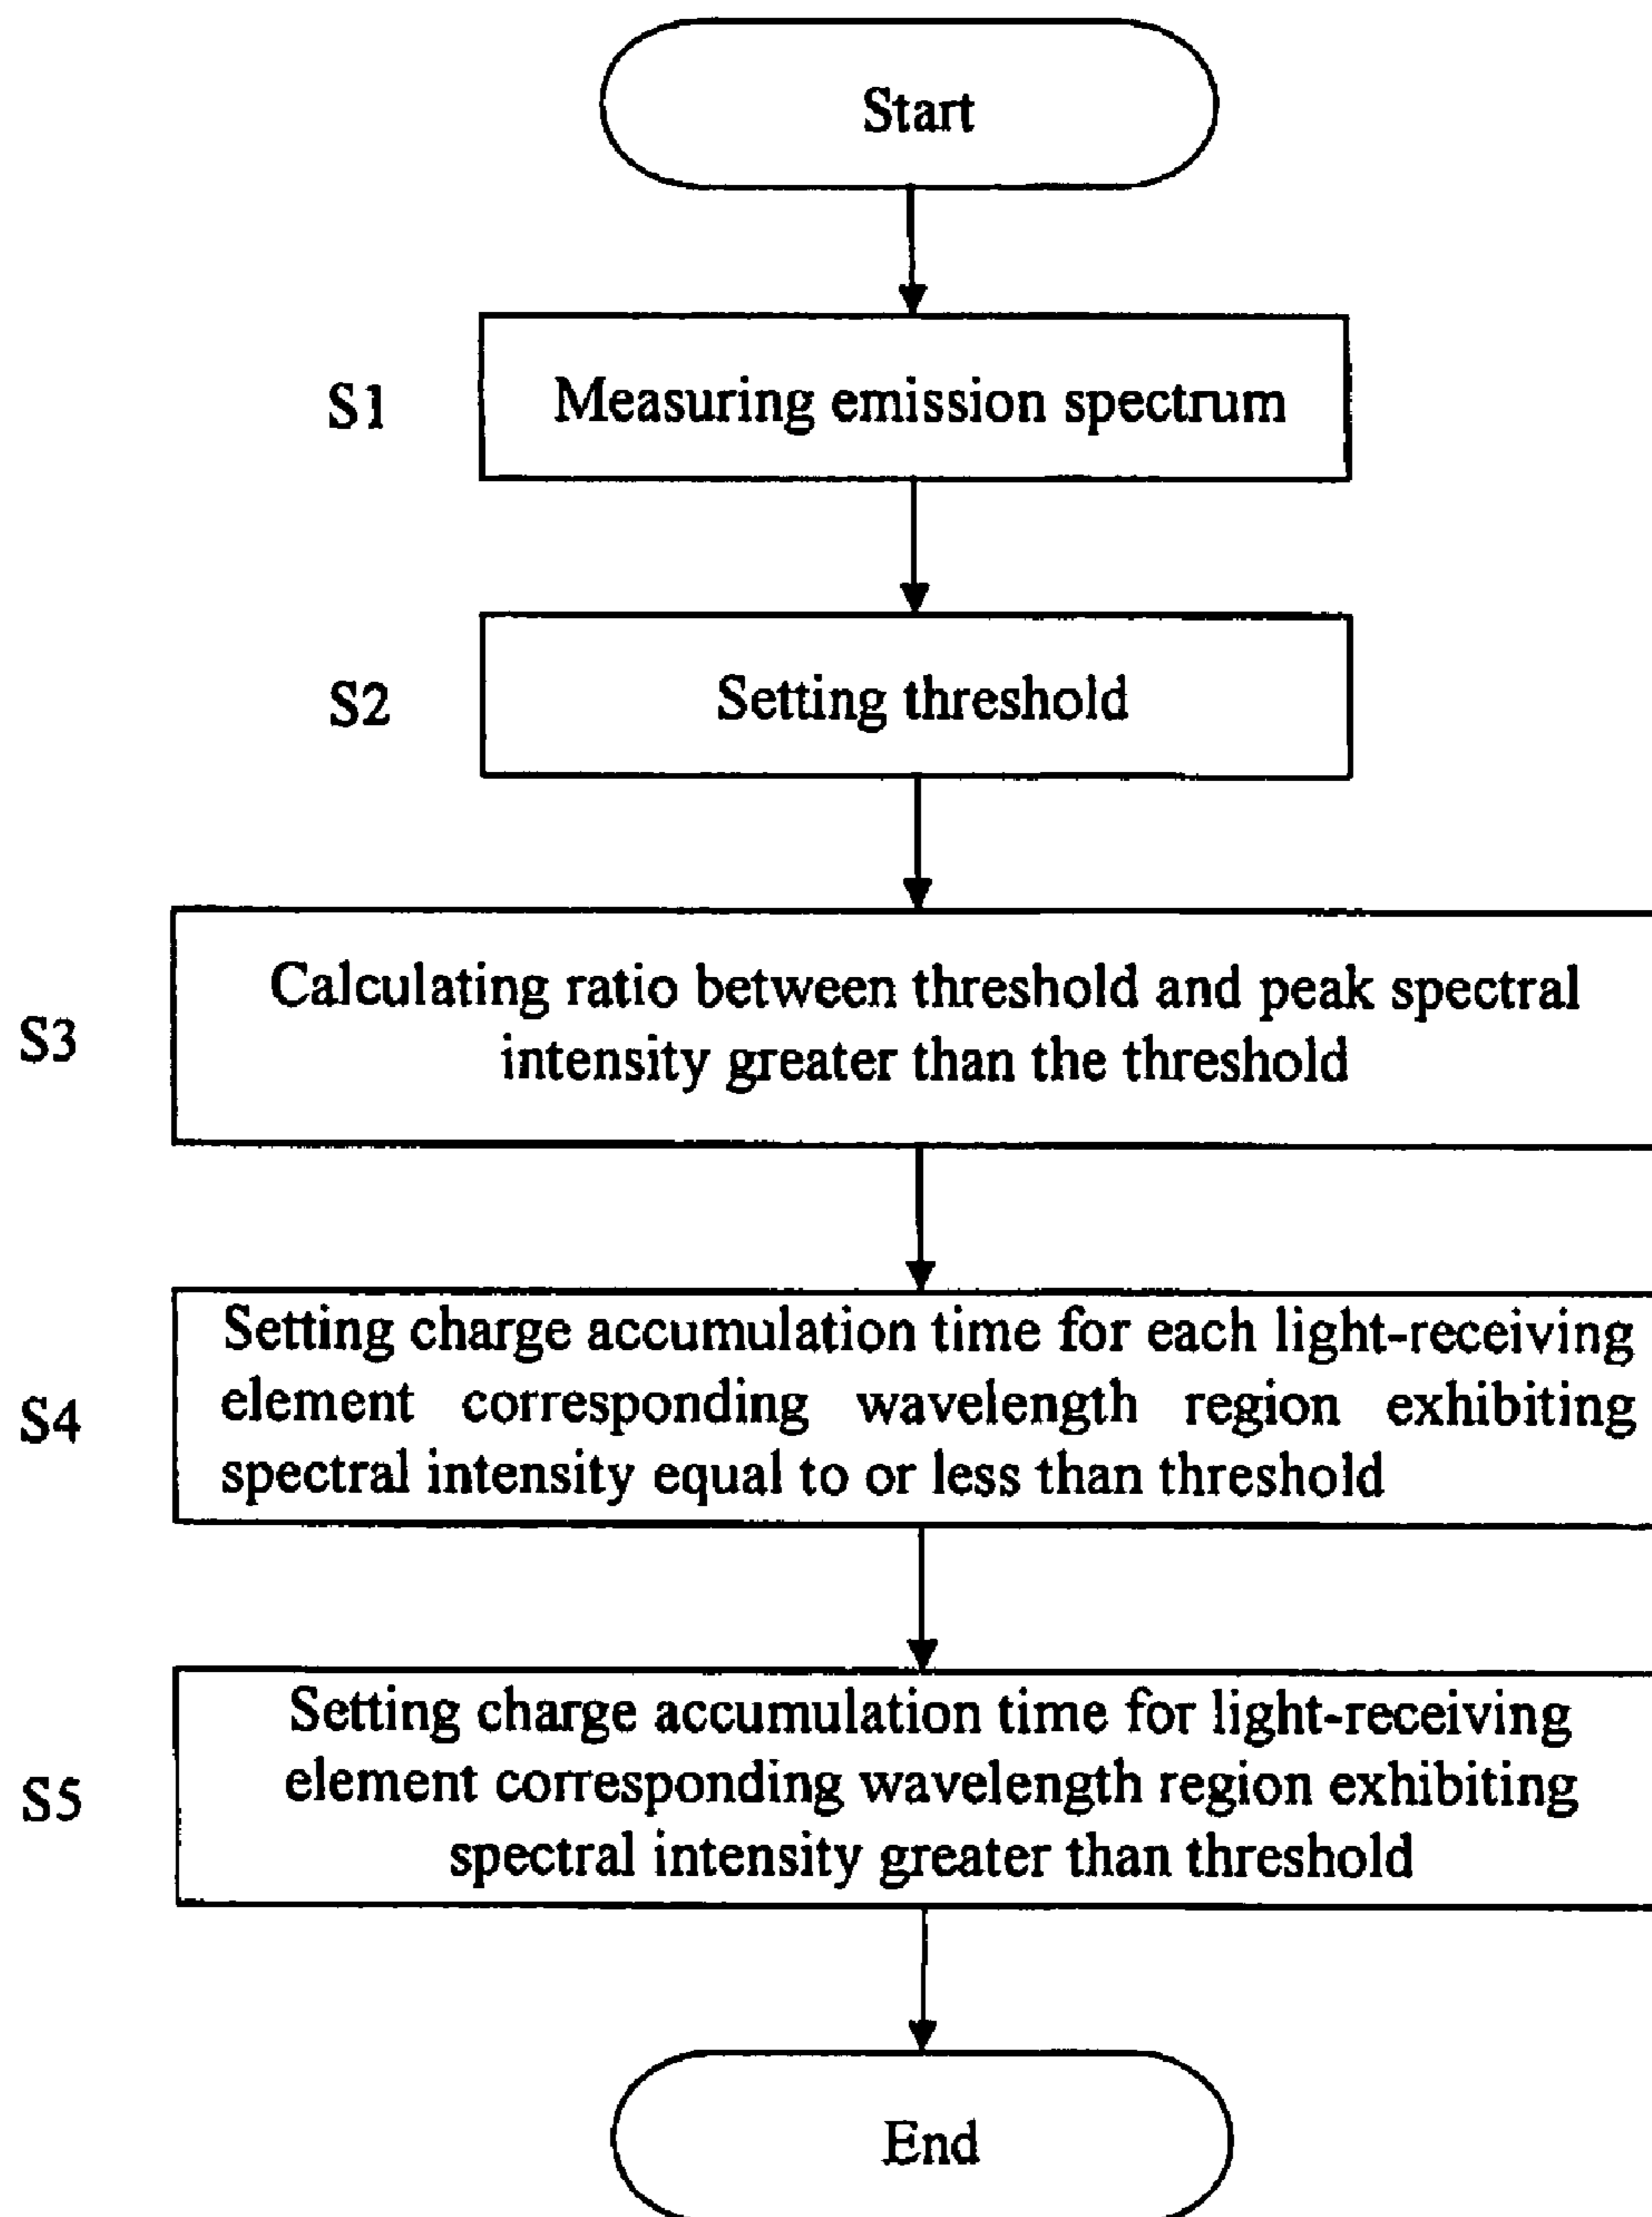 Start
S1
Measuring emission spectrum
S2
Setting threshold
S3
Calculating ratio between threshold and peak spectral
intensity greater than the threshold
S4
Setting charge accumulation time for each light-receiving
element corresponding wavelength region exhibiting
spectral intensity equal to or less than threshold
S5
Setting charge accumulation time for light-receiving
element corresponding wavelength region exhibiting
spectral intensity greater than threshold
End